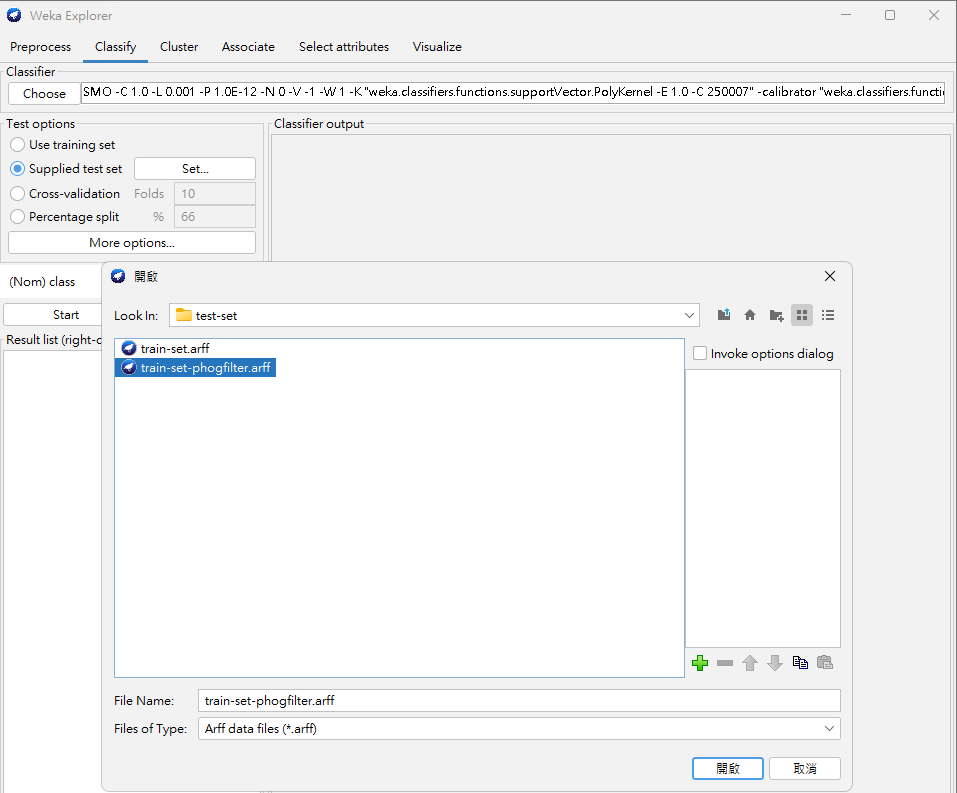 Weka Explorer
Preprocess Classify Cluster Associate Select attributes Visualize
Classifier
Choose SMO -C 1.0 -L 0.001 -P 1.0E-12 -N 0 -V -1 -W 1 -K "weka.classifiers.functions.supportVector.PolyKernel -E 1.0 -C 250007" -calibrator "weka.classifiers.functi
Test options
Use training set
Supplied test set Set...
Cross-validation Folds 10
Percentage split % 66
More options...
(Nom) class
Start
Result list (right-c
Classifier output
開啟
Look In: test-set
train-set.arff
train-set-phogfilter.arff
Invoke options dialog
File Name: train-set-phogfilter.arff
Files of Type: Arff data files (*.arff)
開啟 取消